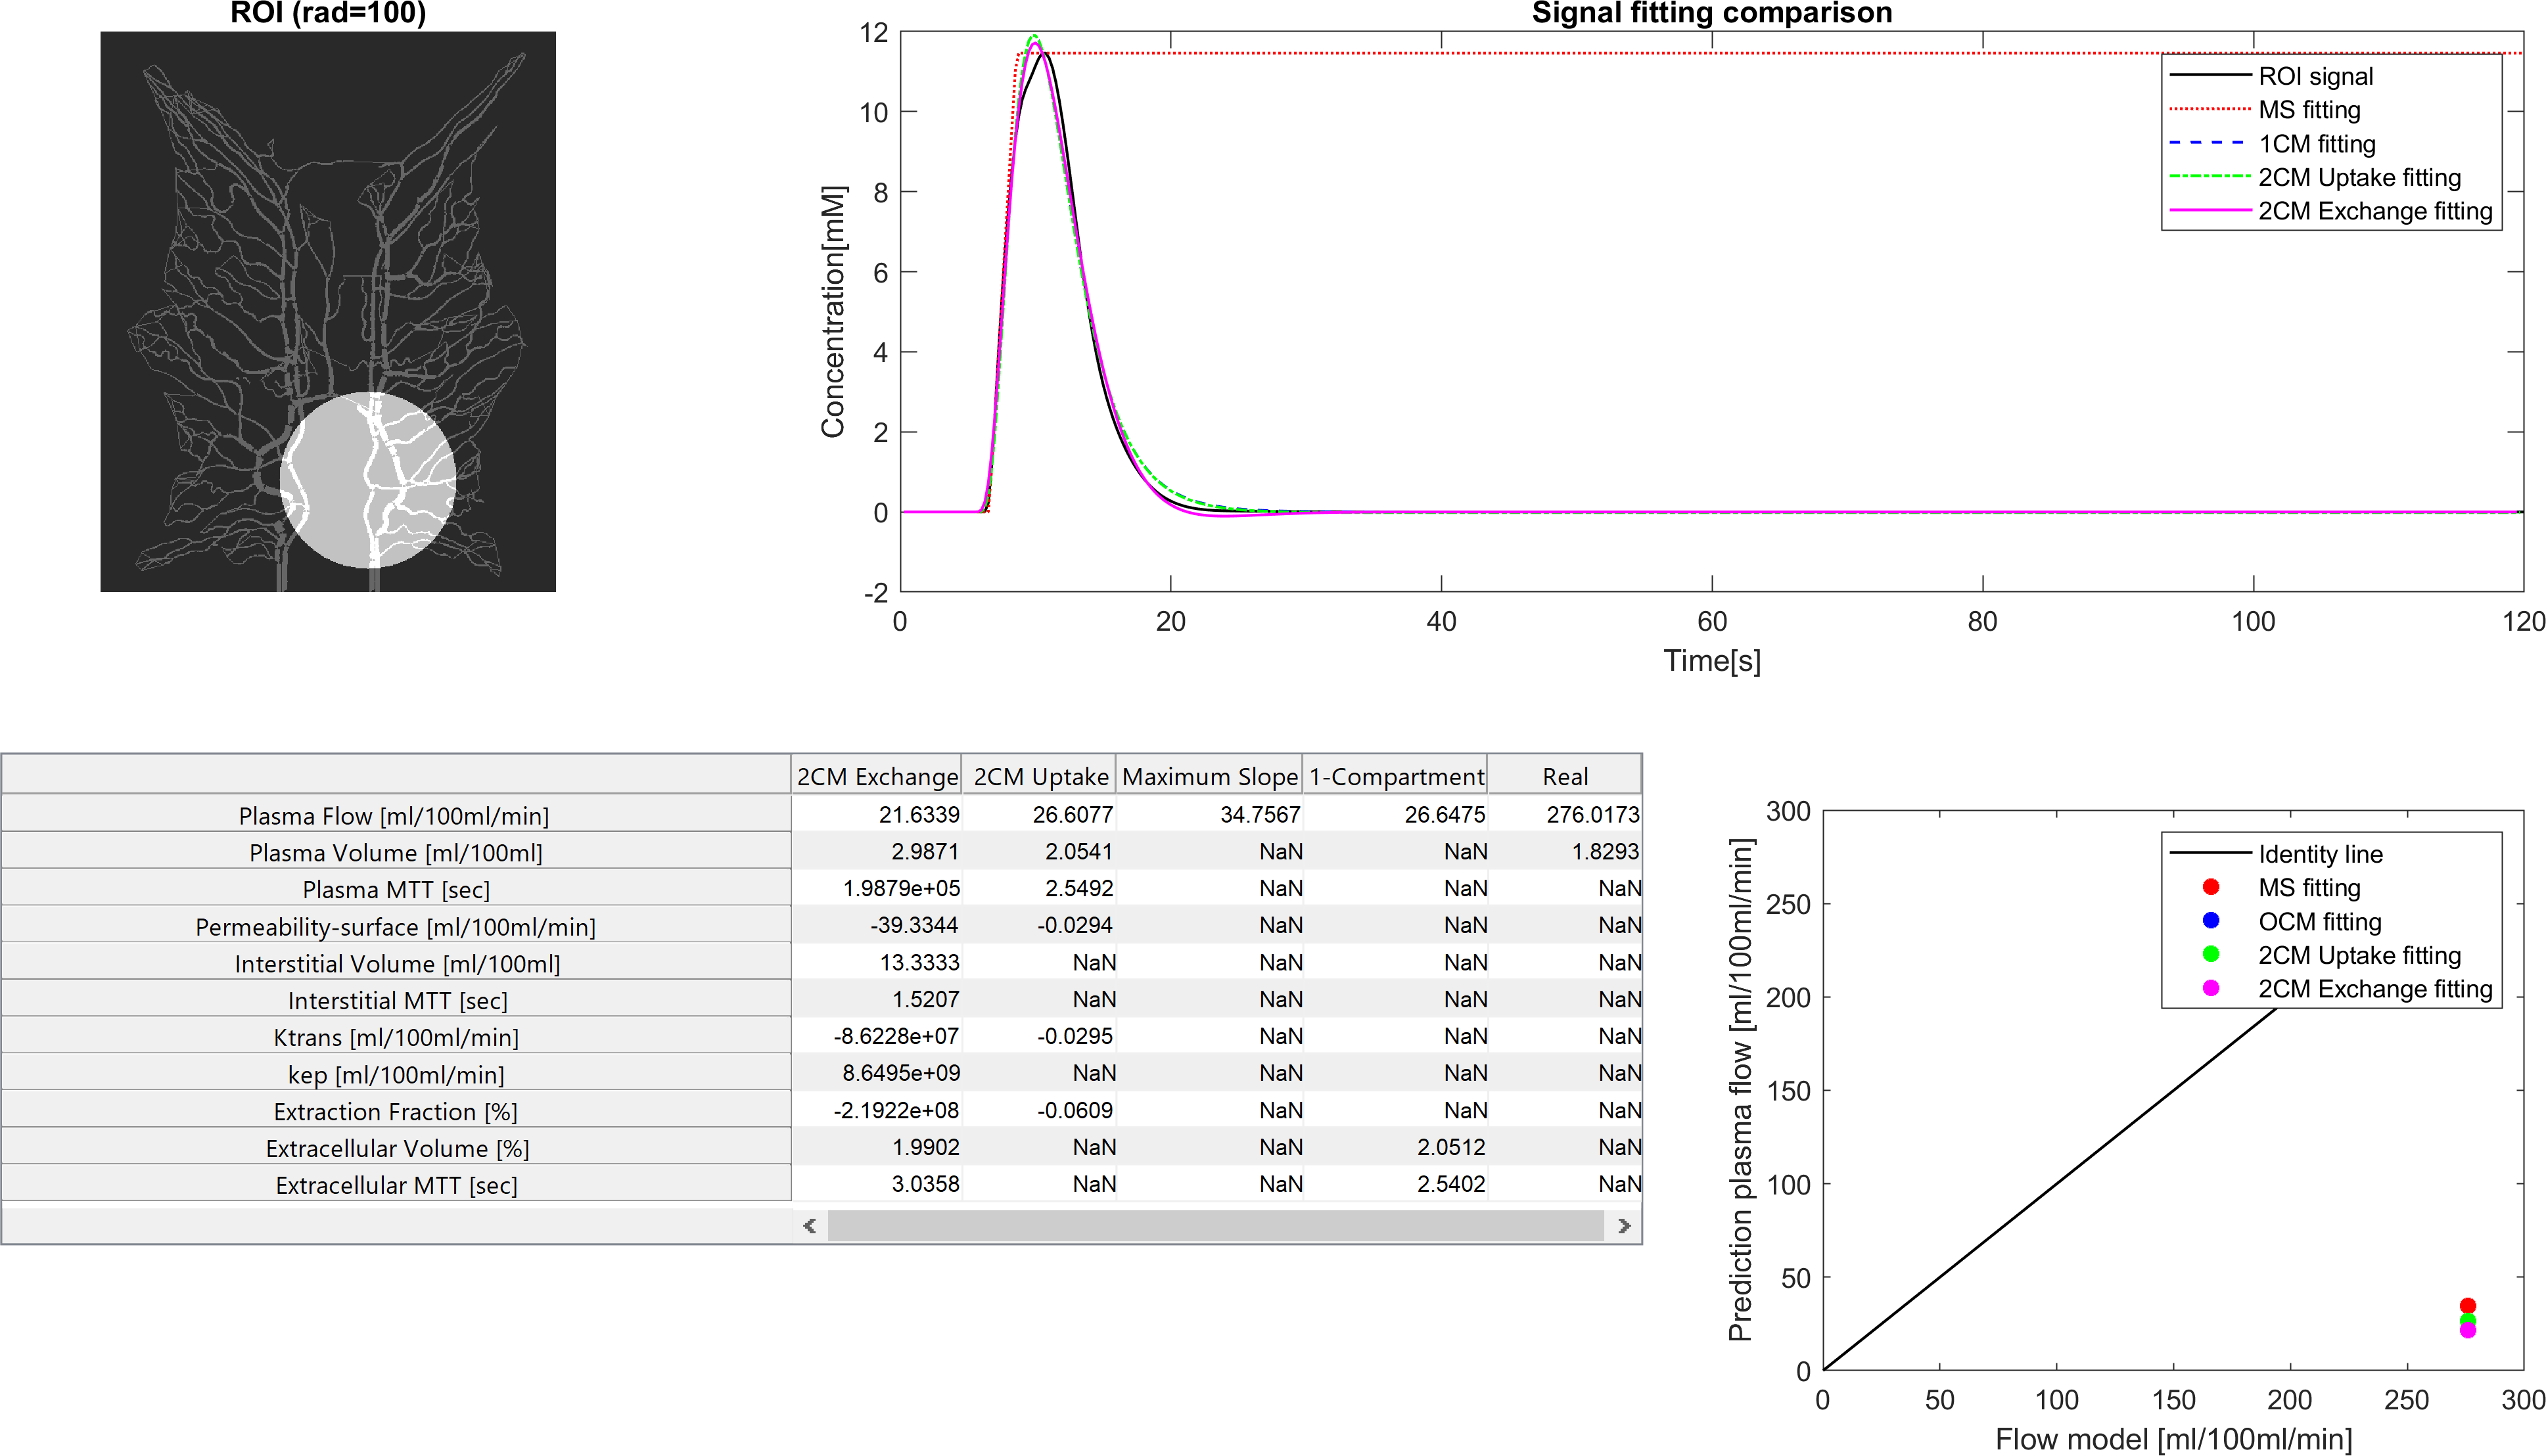 ROI (rad=100)
Signal fitting comparison
12
10
8
6
4
2
0
-2
Concentration[mM]
0 20 40 60 80 100 120
Time[s]
ROI signal
MS fitting
1CM fitting
2CM Uptake fitting
2CM Exchange fitting
2CM Exchange 2CM Uptake Maximum Slope 1-Compartment Real
Plasma Flow [ml/100ml/min] 21.6339 26.6077 34.7567 26.6475 276.0173
Plasma Volume [ml/100ml] 2.9871 2.0541 NaN NaN 1.8293
Plasma MTT [sec] 1.9879e+05 2.5492 NaN NaN NaN
Permeability-surface [ml/100ml/min] -39.3344 -0.0294 NaN NaN NaN
Interstitial Volume [ml/100ml] 13.3333 NaN NaN NaN NaN
Interstitial MTT [sec] 1.5207 NaN NaN NaN NaN
Ktrans [ml/100ml/min] -8.6228e+07 -0.0295 NaN NaN NaN
kep [ml/100ml/min] 8.6495e+09 NaN NaN NaN NaN
Extraction Fraction [%] -2.1922e+08 -0.0609 NaN NaN NaN
Extracellular Volume [%] 1.9902 NaN NaN 2.0512 NaN
Extracellular MTT [sec] 3.0358 NaN NaN 2.5402 NaN
300
250
200
150
100
50
0
Prediction plasma flow [ml/100ml/min]
0 50 100 150 200 250 300
Flow model [ml/100ml/min]
Identity line
MS fitting
OCM fitting
2CM Uptake fitting
2CM Exchange fitting